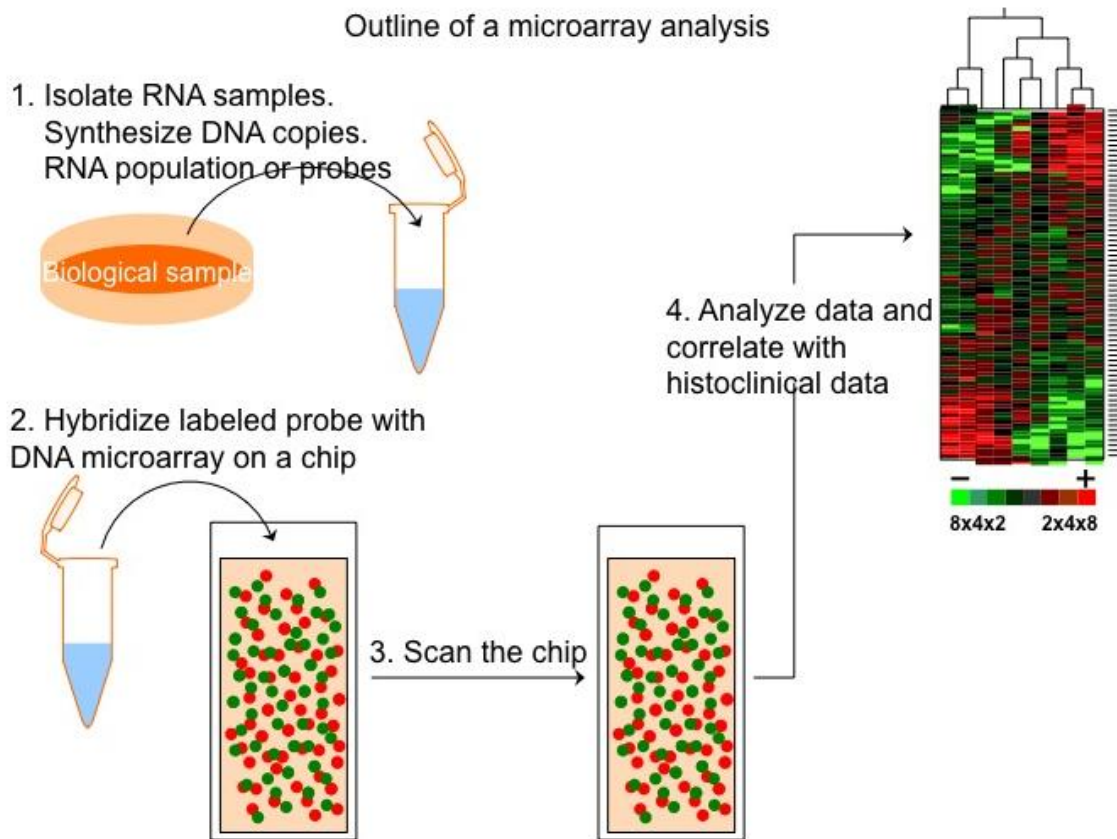 Outline of a microarray analysis
1. Isolate RNA samples.
Synthesize DNA copies.
RNA population or probes
Biological sample
2. Hybridize labeled probe with
DNA microarray on a chip
3. Scan the chip
4. Analyze data and
correlate with
histoclinical data
− +
8x4x2 2x4x8